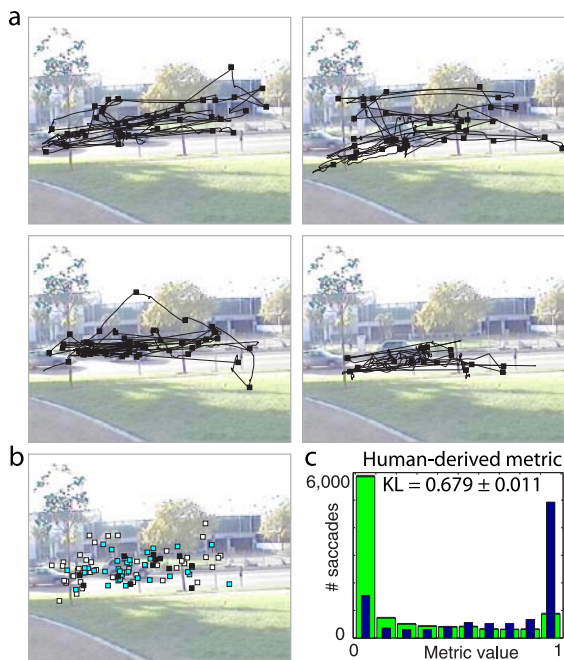 a
b
c
Human-derived metric
KL = 0.679 ± 0.011
6,000
# saccades
0
0
Metric value
1